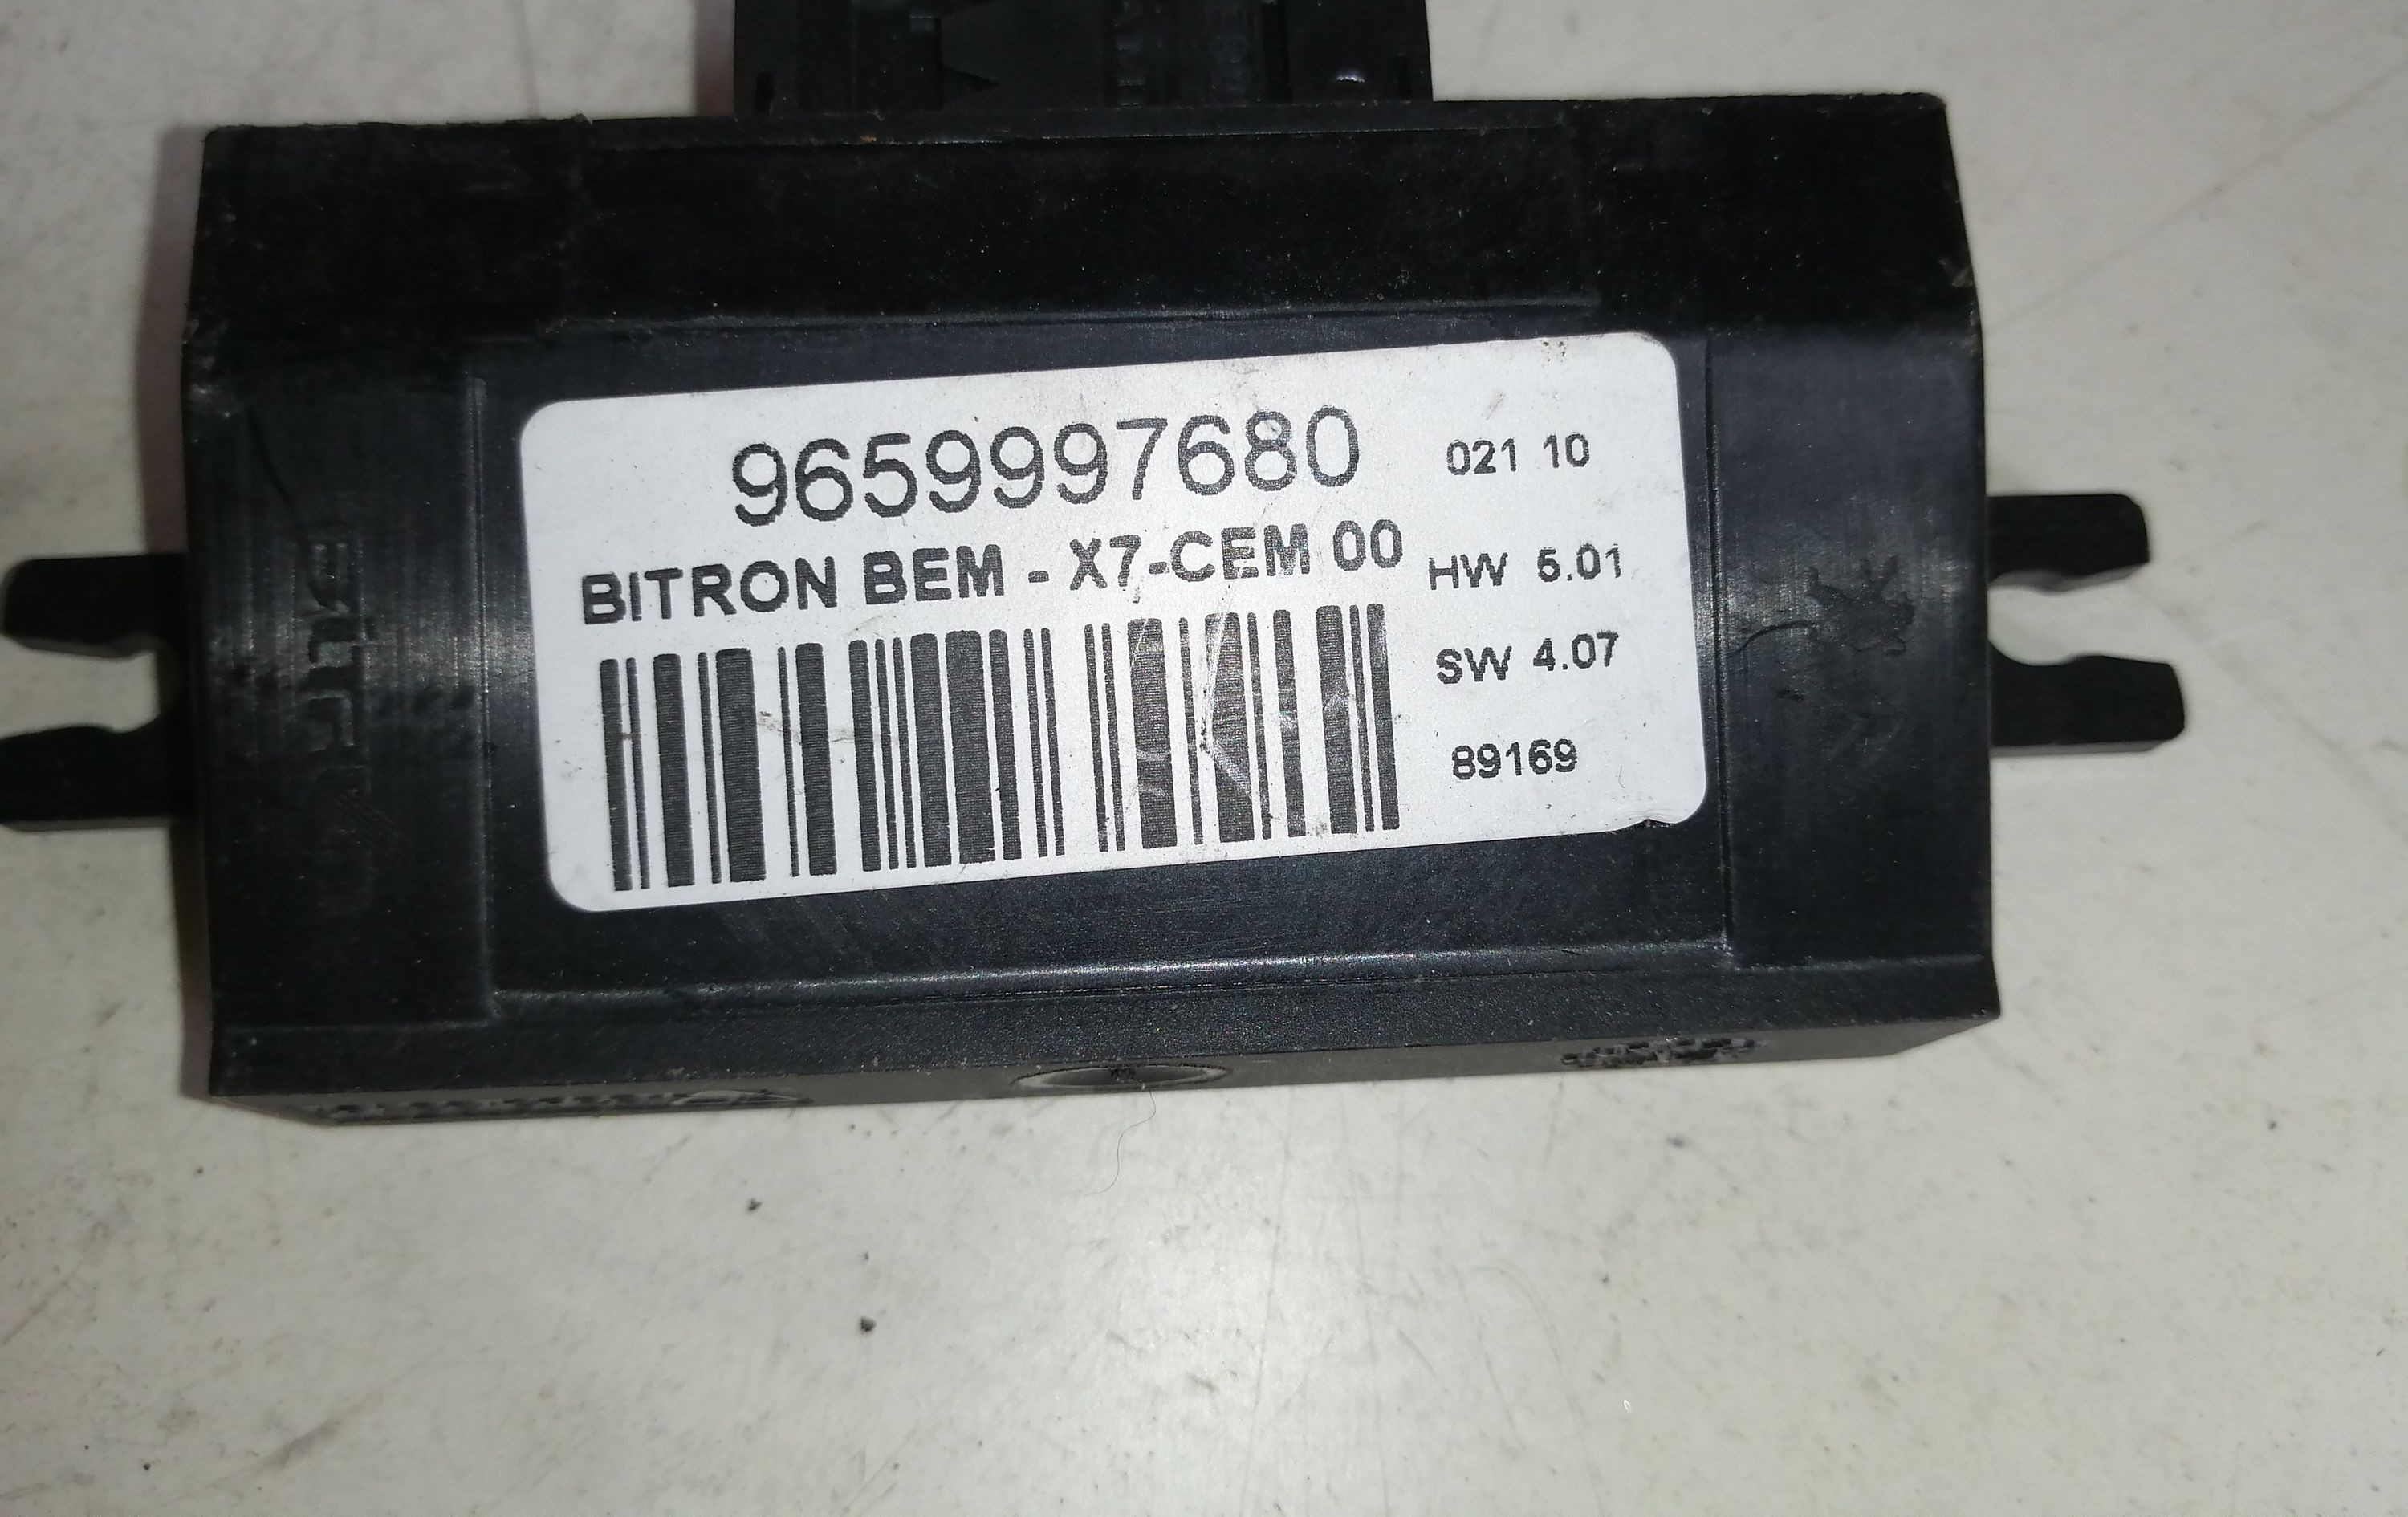 9659997680
021 10
BITRON BEM - X7-CEM 00
HW 5.01
SW 4.07
89169